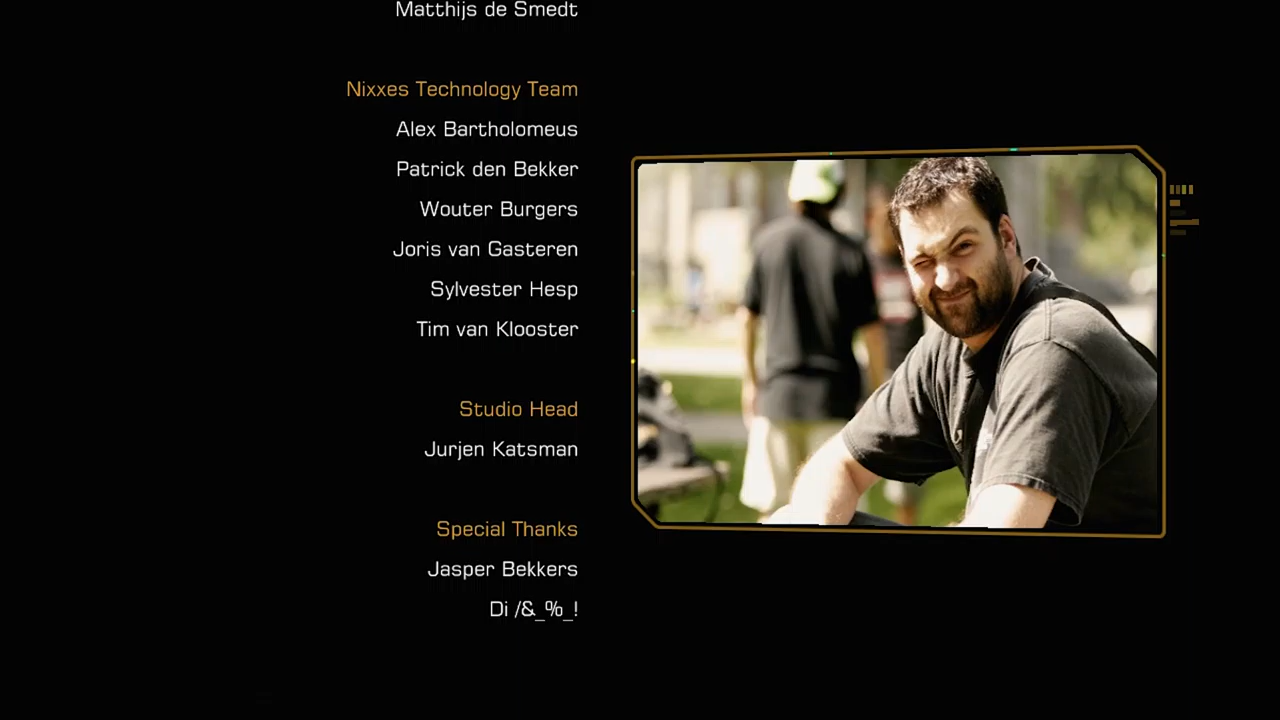 Matthijs de Smedt
Nixxes Technology Team
Alex Bartholomeus
Patrick den Bekker
Wouter Burgers
Joris van Gasteren
Sylvester Hesp
Tim van Klooster
Studio Head
Jurjen Katsman
Special Thanks
Jasper Bekkers
Di /&_%_!